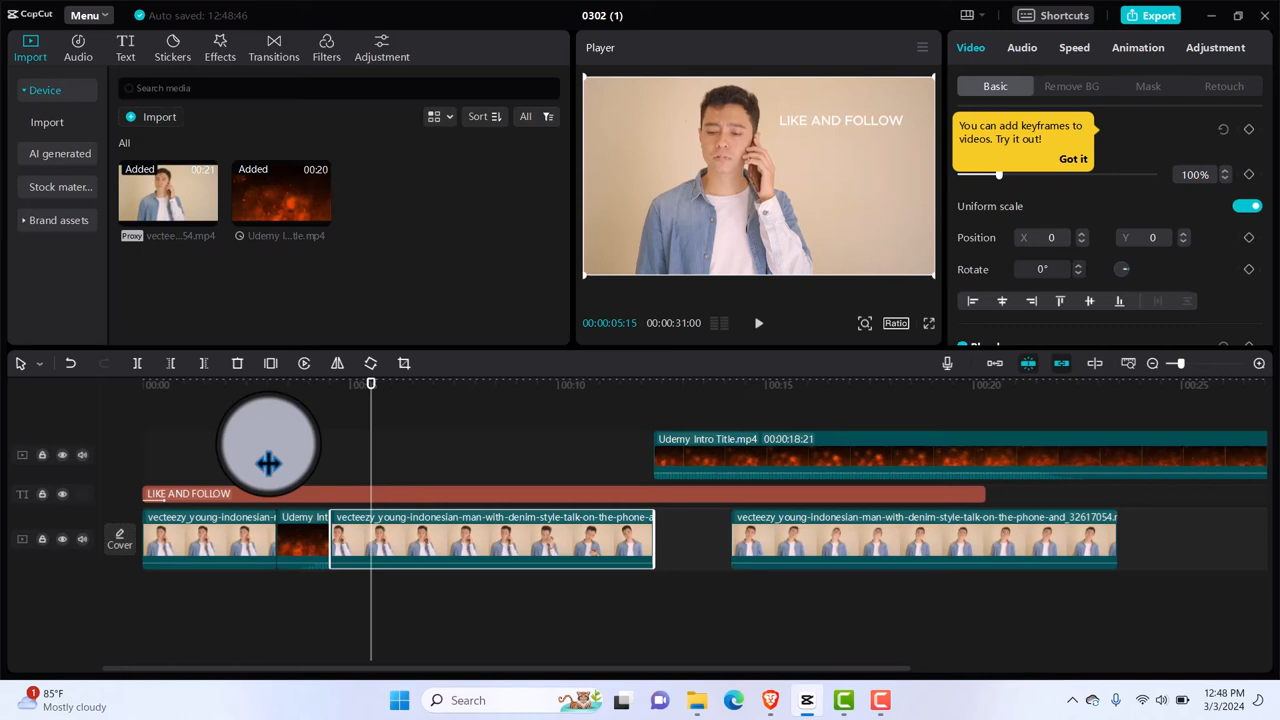 CapCut
Menu
Auto saved: 12:48:46
0302 (1)
Shortcuts
Export
Import
Audio
Text
Stickers
Effects
Transitions
Filters
Adjustment
Device
Import
AI generated
Stock mater...
Brand assets
Search media
Import
Sort
All
All
Added
00:21
Added
00:20
Proxy
vectee...54.mp4
Udemy I...tle.mp4
Player
LIKE AND FOLLOW
00:00:05:15
00:00:31:00
Ratio
Video
Audio
Speed
Animation
Adjustment
Basic
Remove BG
Mask
Retouch
You can add keyframes to
videos. Try it out!
Got it
100%
Uniform scale
Position
X
0
Y
0
Rotate
0°
00:00
00:10
00:15
00:20
00:25
Udemy Intro Title.mp4 00:00:18:21
TI
LIKE AND FOLLOW
Cover
vecteezy_young-indonesian-r
Udemy Int
vecteezy_young-indonesian-man-with-denim-style-talk-on-the-phone-a
vecteezy_young-indonesian-man-with-denim-style-talk-on-the-phone-and_32617054.r
1
85°F
Mostly cloudy
Search
12:48 PM
3/3/2024